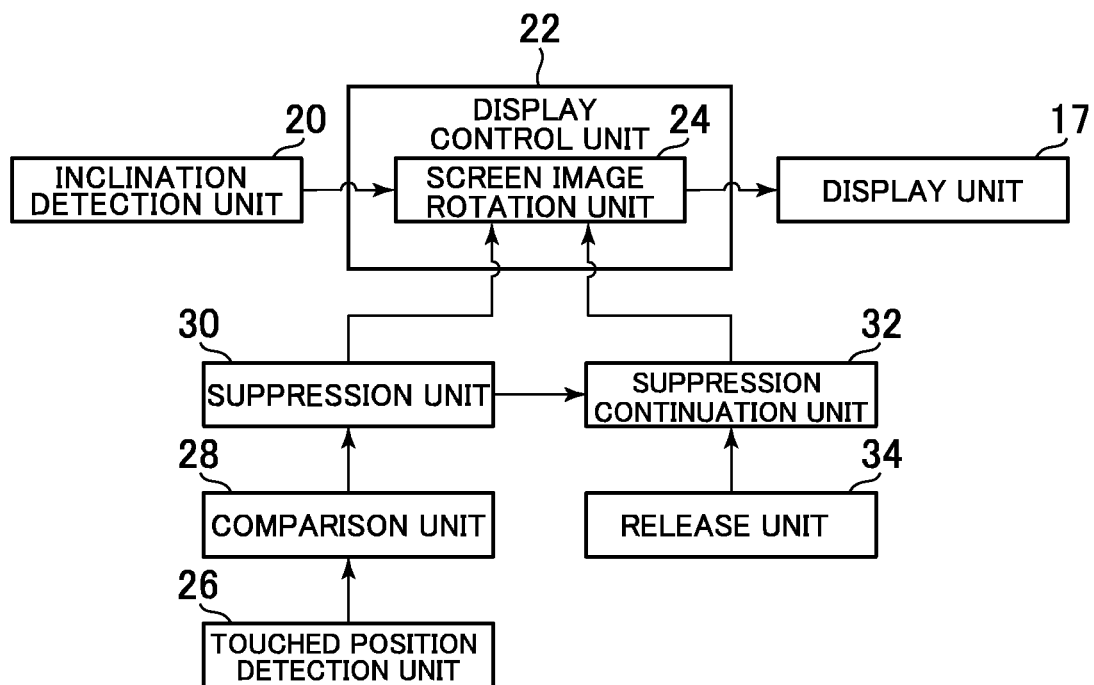 22
DISPLAY
CONTROL UNIT
20
24
17
INCLINATION
DETECTION UNIT
SCREEN IMAGE
ROTATION UNIT
DISPLAY UNIT
30
32
SUPPRESSION UNIT
SUPPRESSION
CONTINUATION UNIT
28
34
COMPARISON UNIT
RELEASE UNIT
26
TOUCHED POSITION
DETECTION UNIT